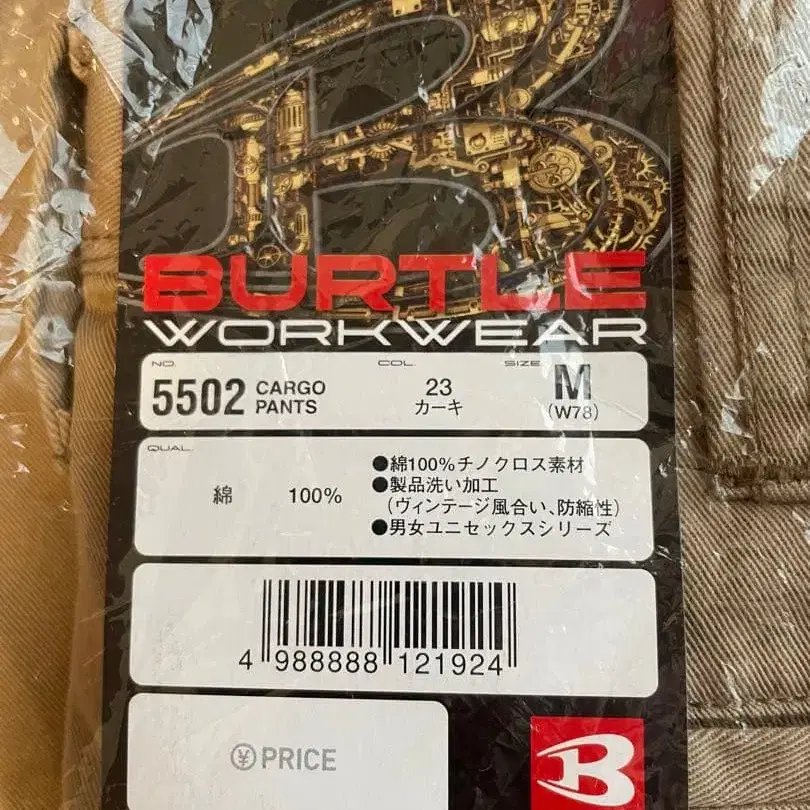 BURTLE
WORKWEAR
NO. COL. SIZE
5502 CARGO PANTS 23 カーキ M (W78)
QUAL.
綿 100%
●綿100%チノクロス素材
●製品洗い加工
(ヴィンテージ風合い、防縮性)
●男女ユニセックスシリーズ
4 988888 121924
¥ PRICE
B